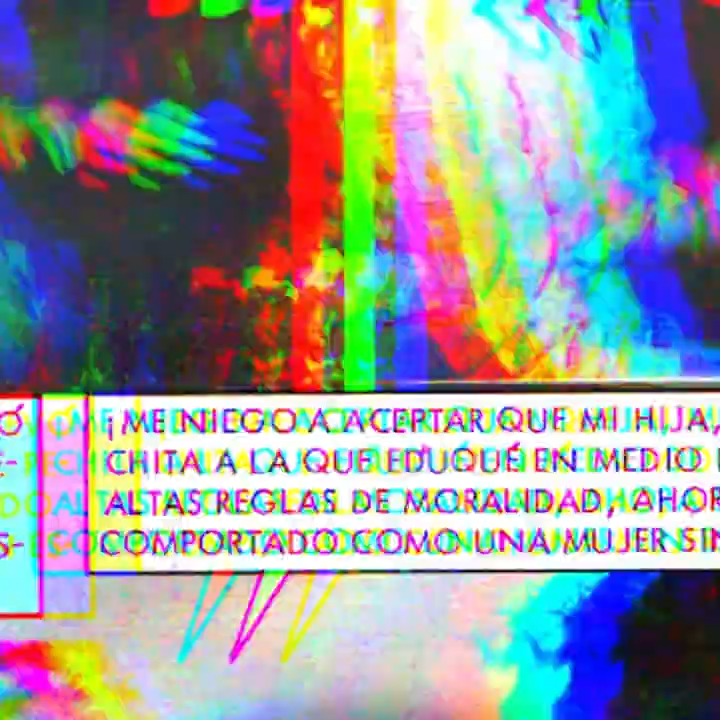 Ó ¡ME NIEGO A ACEPTAR QUE MI HIJA,
E- CHITA A LA QUE EDUQUÉ EN MEDIO
DO ALTAS REGLAS DE MORALIDAD, AHOR
S- COMPORTADO COMO UNA MUJER SIN